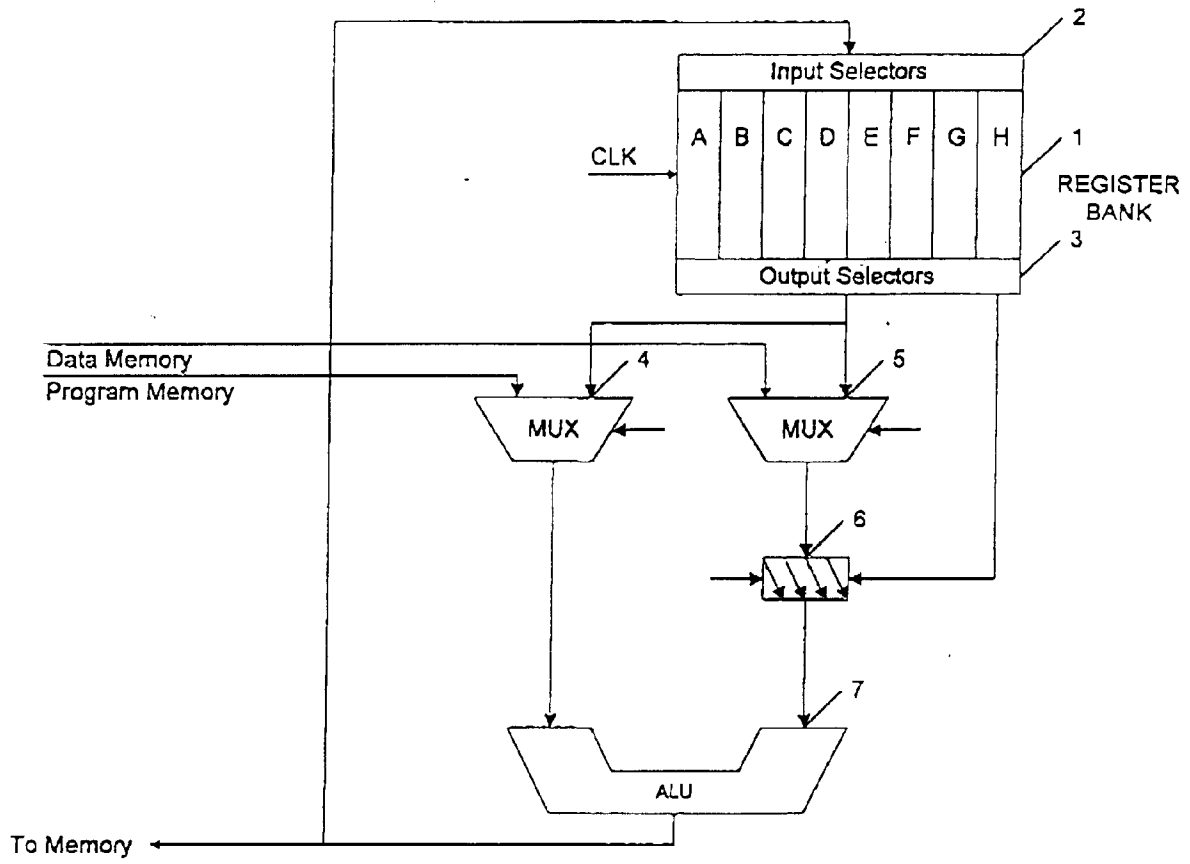 2
Input Selectors
A B C D E F G H
1
CLK
REGISTER
BANK
3
Output Selectors
Data Memory
4
5
Program Memory
MUX
MUX
6
7
ALU
To Memory